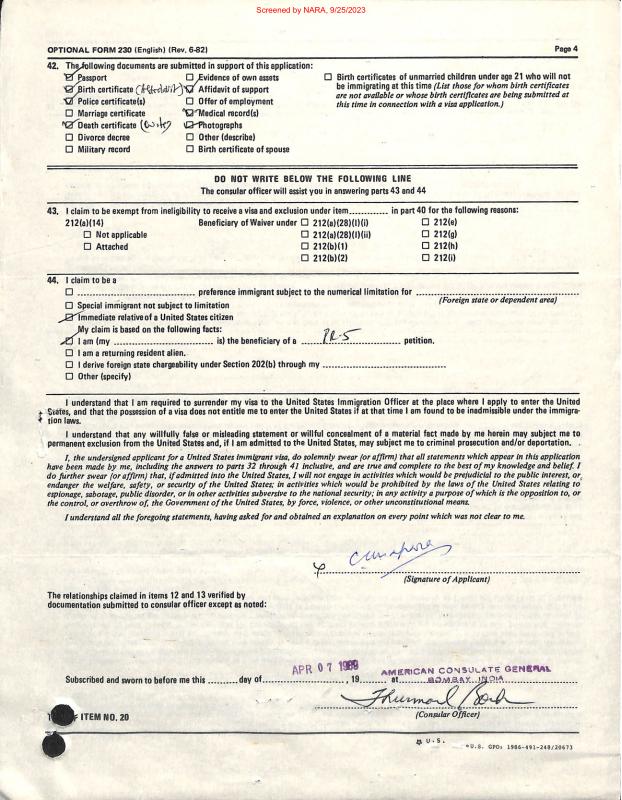 Screened by NARA, 9/25/2023
OPTIONAL FORM 230 (English) (Rev. 6-82) Page 4
42. The following documents are submitted in support of this application:
Passport
Birth certificate (Affidavit)
Police certificate(s)
Marriage certificate
Death certificate
Divorce decree
Military record
Evidence of own assets
Affidavit of support
Offer of employment
Medical record(s)
Photographs
Other (describe)
Birth certificate of spouse
Birth certificates of unmarried children under age 21 who will not
be immigrating at this time (List those for whom birth certificates
are not available or whose birth certificates are being submitted at
this time in connection with a visa application.)
DO NOT WRITE BELOW THE FOLLOWING LINE
The consular officer will assist you in answering parts 43 and 44
43. I claim to be exempt from ineligibility to receive a visa and exclusion under item............. in part 40 for the following reasons:
212(a)(14)
Not applicable
Attached
Beneficiary of Waiver under
212(a)(28)(I)(i)
212(a)(28)(I)(ii)
212(b)(1)
212(b)(2)
212(e)
212(g)
212(h)
212(i)
44. I claim to be a
preference immigrant subject to the numerical limitation for
(Foreign state or dependent area)
Special immigrant not subject to limitation
Immediate relative of a United States citizen
My claim is based on the following facts:
I am (my ............ is) the beneficiary of a IR-5 petition.
I am a returning resident alien.
I derive foreign state chargeability under Section 202(b) through my
Other (specify)
I understand that I am required to surrender my visa to the United States Immigration Officer at the place where I apply to enter the United
States, and that the possession of a visa does not entitle me to enter the United States if at that time I am found to be inadmissible under the immigra-
tion laws.
I understand that any willfully false or misleading statement or willful concealment of a material fact made by me herein may subject me to
permanent exclusion from the United States and, if I am admitted to the United States, may subject me to criminal prosecution and/or deportation.
I, the undersigned applicant for a United States immigrant visa, do solemnly swear (or affirm) that all statements which appear in this application
have been made by me, including the answers to parts 32 through 41 inclusive, and are true and complete to the best of my knowledge and belief. I
do further swear (or affirm) that, if admitted into the United States, I will not engage in activities which would be prejudicial to the public interest, or
endanger the welfare, safety, or security of the United States; in activities which would be prohibited by the laws of the United States relating to
espionage, sabotage, public disorder, or in other activities subversive to the national security; in any activity a purpose of which is the opposition to, or
the control, or overthrow of, the Government of the United States, by force, violence, or other unconstitutional means.
I understand all the foregoing statements, having asked for and obtained an explanation on every point which was not clear to me.
(Signature of Applicant)
The relationships claimed in items 12 and 13 verified by
documentation submitted to consular officer except as noted:
APR 07 1989 AMERICAN CONSULATE GENERAL
Subscribed and sworn to before me this ......... day of ............, 19 .... at BOMBAY, INDIA
(Consular Officer)
ITEM NO. 20
U.S.
U.S. GPO: 1986-491-248/20673